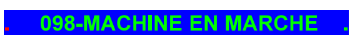 . 098-MACHINE EN MARCHE .